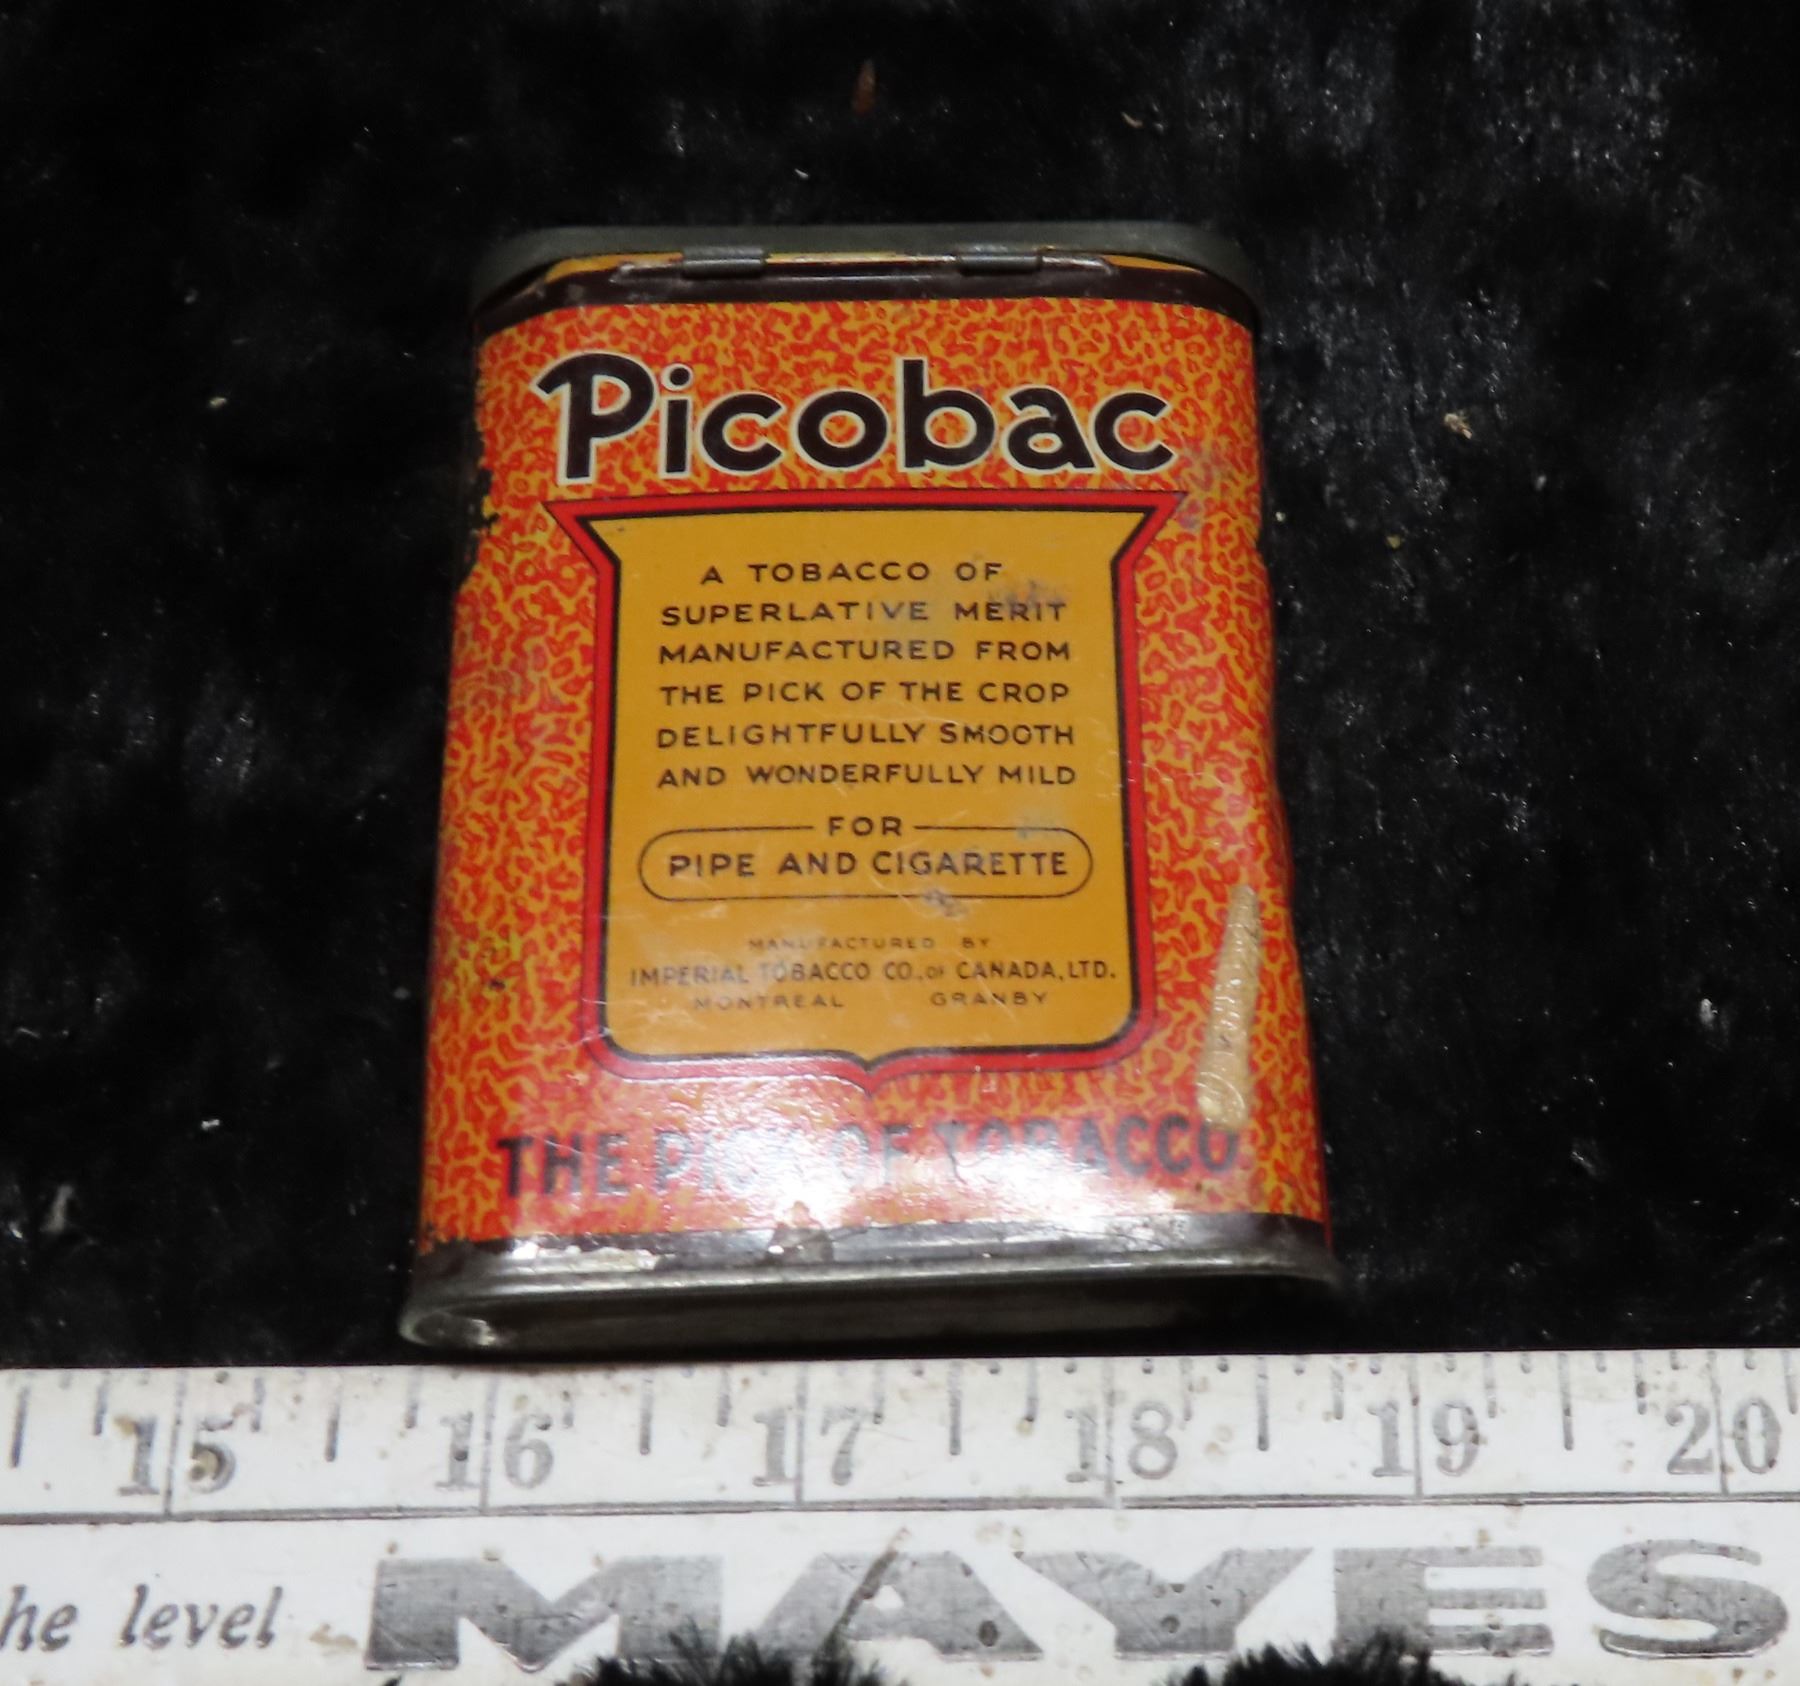 Picobac
A TOBACCO OF
SUPERLATIVE MERIT
MANUFACTURED FROM
THE PICK OF THE CROP
DELIGHTFULLY SMOOTH
AND WONDERFULLY MILD
FOR
PIPE AND CIGARETTE
MANUFACTURED BY
IMPERIAL TOBACCO CO., OF CANADA, LTD.
MONTREAL GRANBY
THE PICK OF TOBACCO
15 16 17 18 19 20
he level MAYES